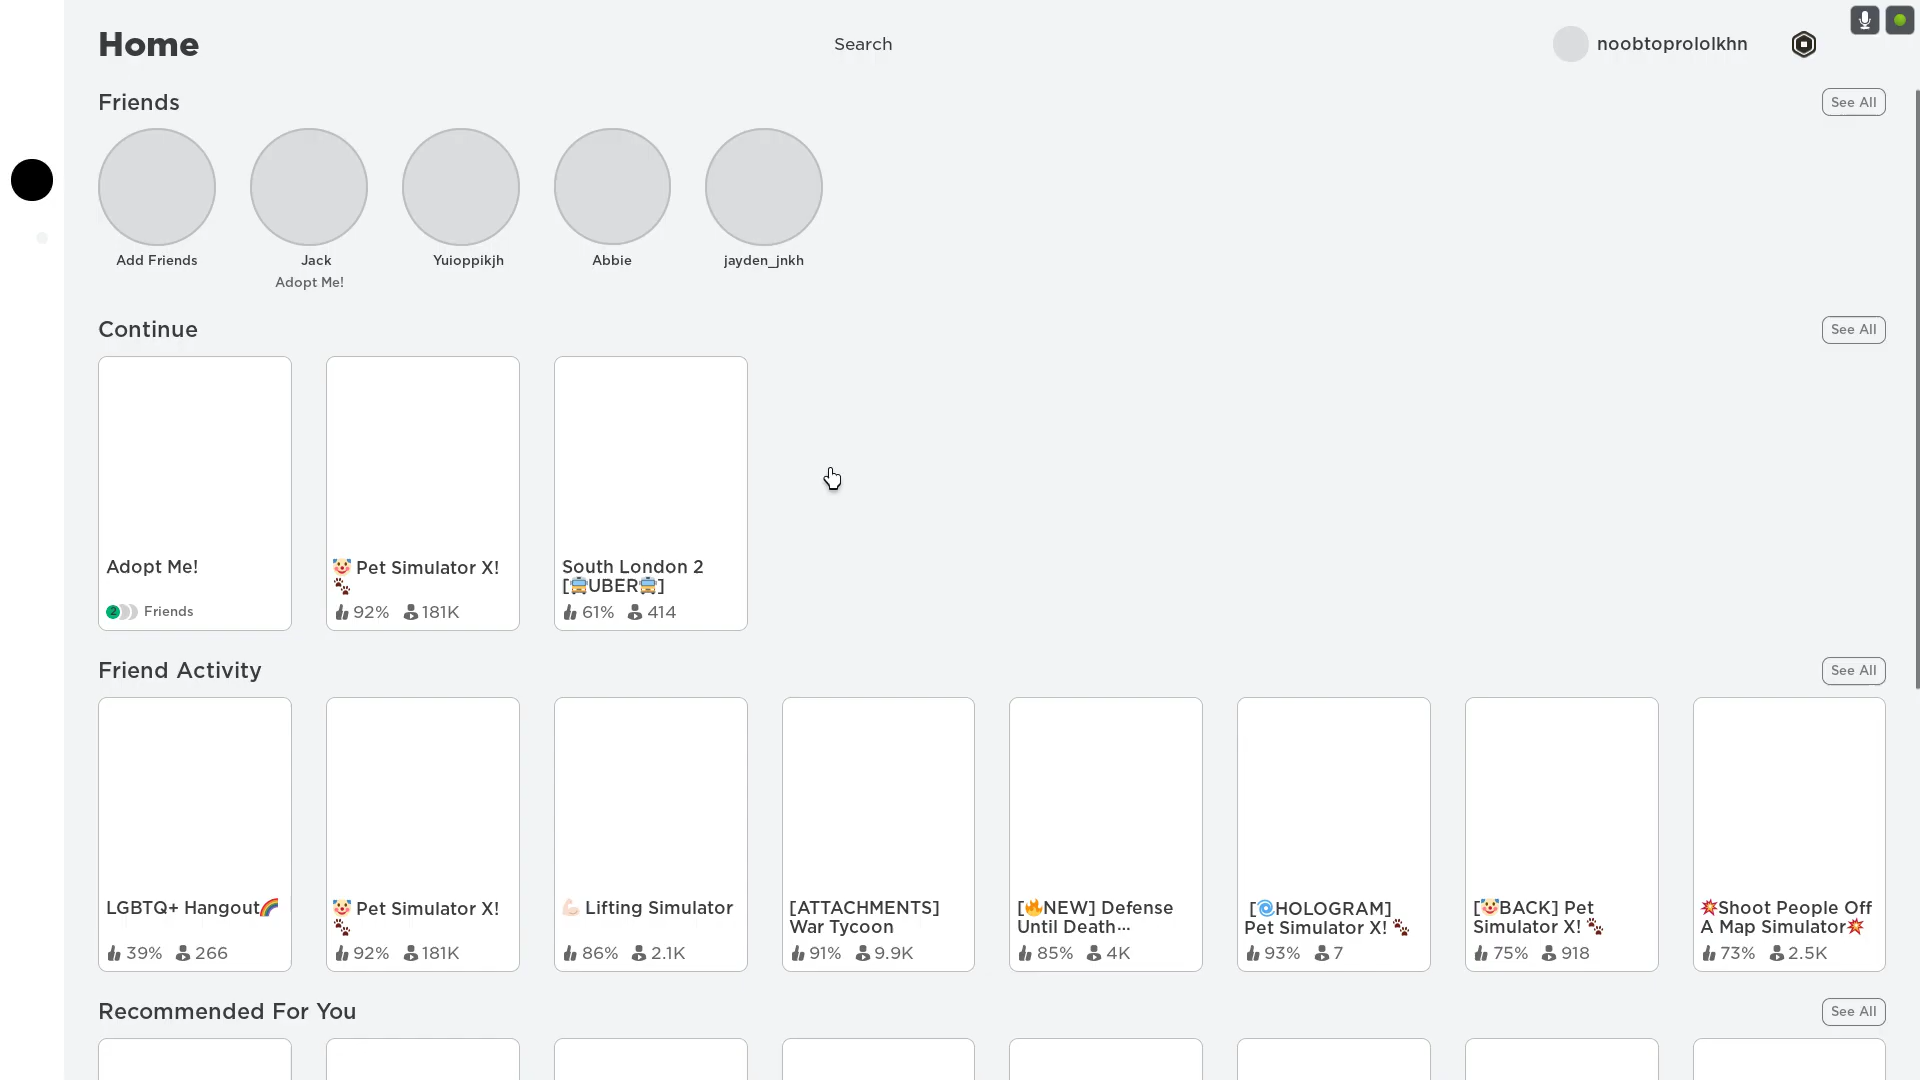 Home
Search
noobtoprololkhn
Friends
See All
Add Friends
Jack
Yuioppikjh
Abbie
jayden_jnkh
Adopt Me!
Continue
See All
Adopt Me!
2 Friends
🤡 Pet Simulator X!
🐾
92% 181K
South London 2
[🚍UBER🚍]
61% 414
Friend Activity
See All
LGBTQ+ Hangout🌈
39% 266
🤡 Pet Simulator X!
🐾
92% 181K
💪🏻 Lifting Simulator
86% 2.1K
[ATTACHMENTS]
War Tycoon
91% 9.9K
[🔥NEW] Defense
Until Death...
85% 4K
[🌀HOLOGRAM]
Pet Simulator X! 🐾
93% 7
[🤡BACK] Pet
Simulator X! 🐾
75% 918
💥Shoot People Off
A Map Simulator💥
73% 2.5K
Recommended For You
See All